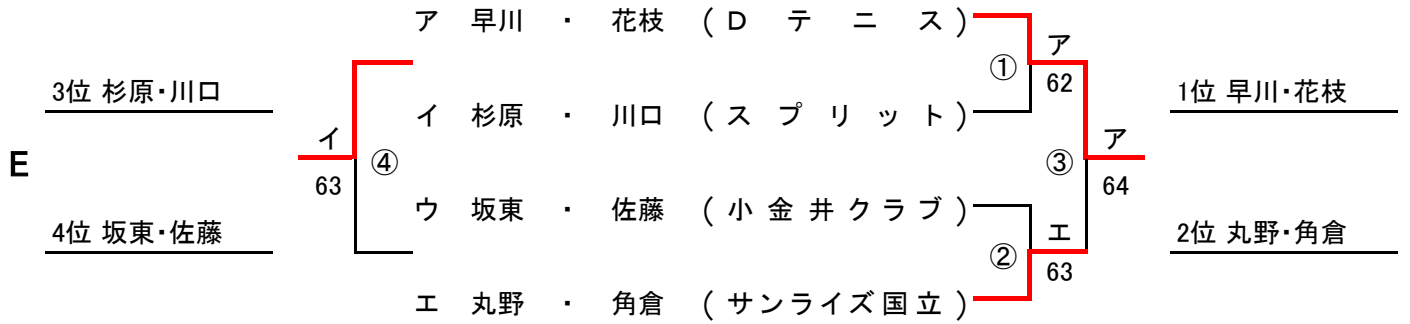 ア 早川 ・ 花枝 (Dテニス)
ア
①
62
3位 杉原・川口
1位 早川・花枝
イ 杉原 ・ 川口 (スプリット)
イ
ア
E
④
③
63
64
ウ 坂東 ・ 佐藤 (小金井クラブ)
4位 坂東・佐藤
エ
2位 丸野・角倉
②
63
エ 丸野 ・ 角倉 (サンライズ国立)